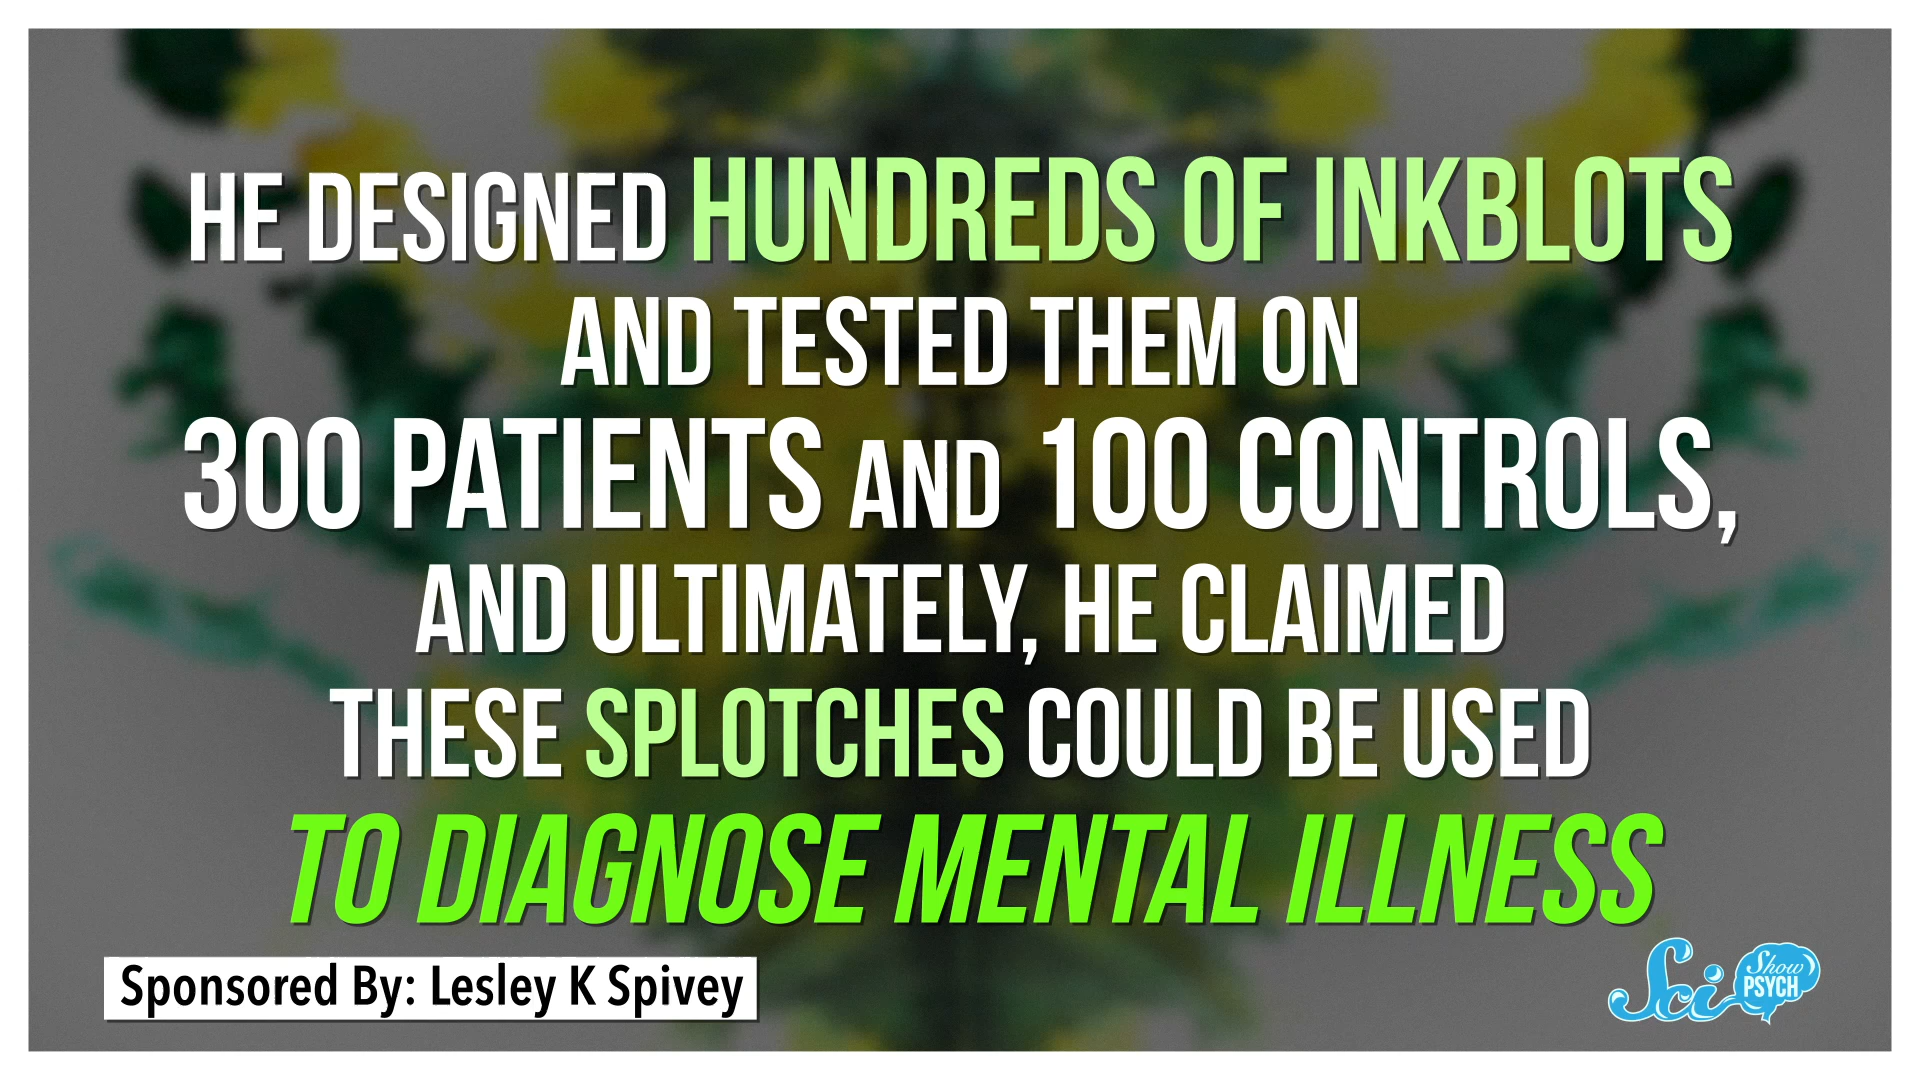 HE DESIGNED HUNDREDS OF INKBLOTS
AND TESTED THEM ON
300 PATIENTS AND 100 CONTROLS,
AND ULTIMATELY, HE CLAIMED
THESE SPLOTCHES COULD BE USED
TO DIAGNOSE MENTAL ILLNESS
Sponsored By: Lesley K Spivey
Sci Show
PSYCH